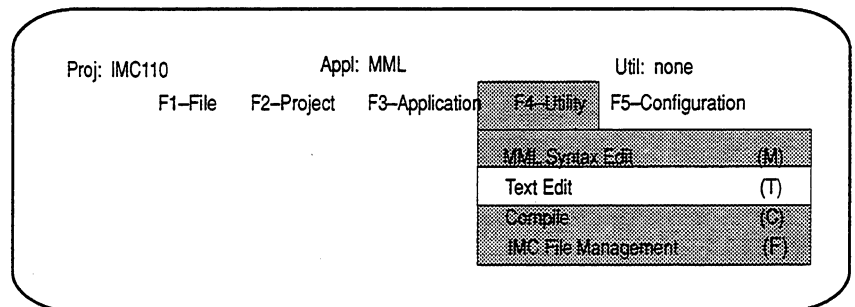 Proj: IMC110 Appl: MML Util: none
F1–File F2–Project F3–Application F4–Utility F5–Configuration
MML Syntax Edit (M)
Text Edit (T)
Compile (C)
IMC File Management (F)